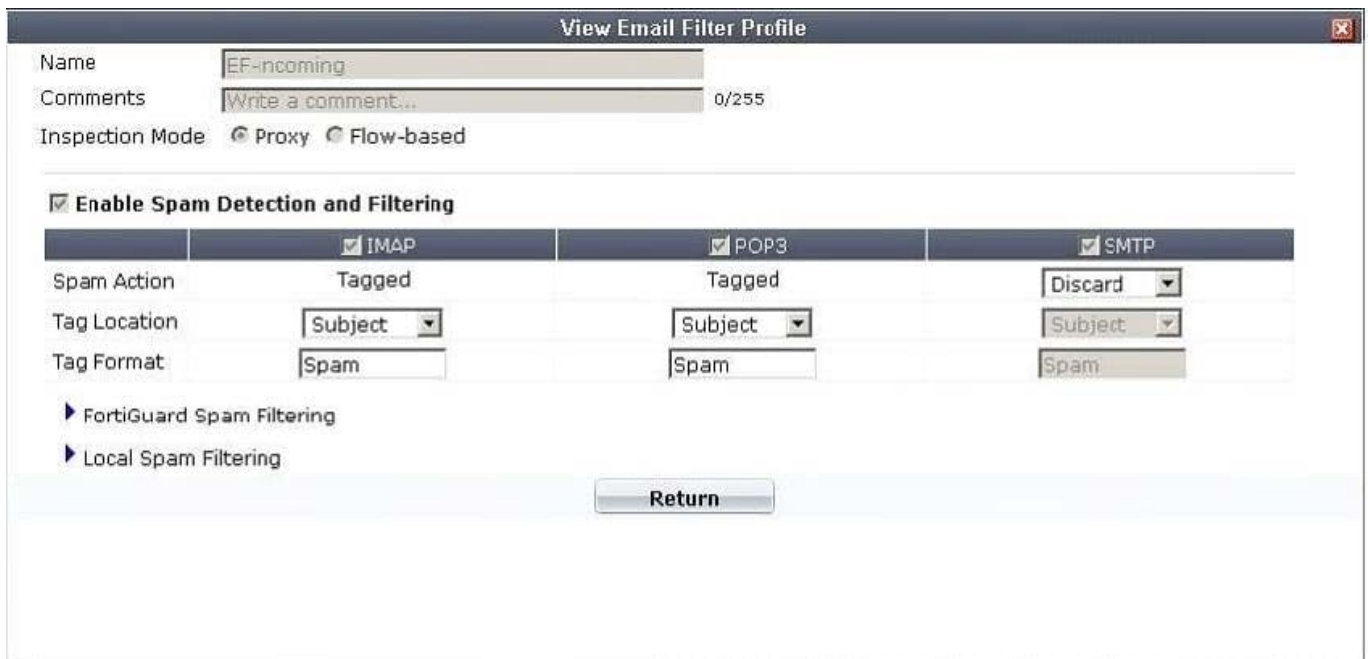 View Email Filter Profile
Name EF-incoming
Comments Write a comment... 0/255
Inspection Mode Proxy Flow-based
Enable Spam Detection and Filtering
IMAP POP3 SMTP
Spam Action Tagged Tagged Discard
Tag Location Subject Subject Subject
Tag Format Spam Spam Spam
FortiGuard Spam Filtering
Local Spam Filtering
Return